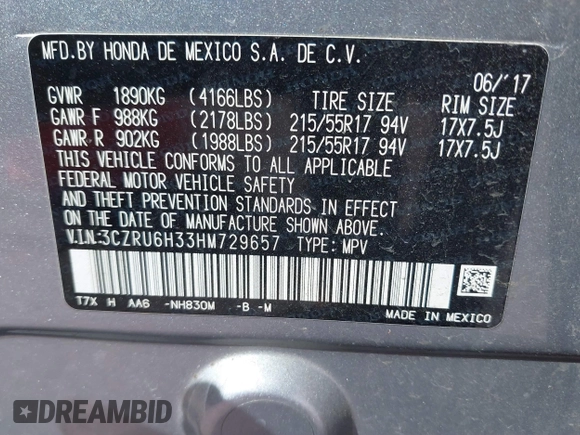 MFD. BY HONDA DE MEXICO S.A. DE C.V.
06/'17
GVWR 1890KG (4166LBS) TIRE SIZE RIM SIZE
GAWR F 988KG (2178LBS) 215/55R17 94V 17X7.5J
GAWR R 902KG (1988LBS) 215/55R17 94V 17X7.5J
THIS VEHICLE CONFORMS TO ALL APPLICABLE
FEDERAL MOTOR VEHICLE SAFETY
AND THEFT PREVENTION STANDARDS IN EFFECT
ON THE DATE OF MANUFACTURE SHOWN ABOVE.
V.I.N:3CZRU6H33HM729657 TYPE: MPV
T7X H AA6 -NH830M -B -M
MADE IN MEXICO
DREAMBID